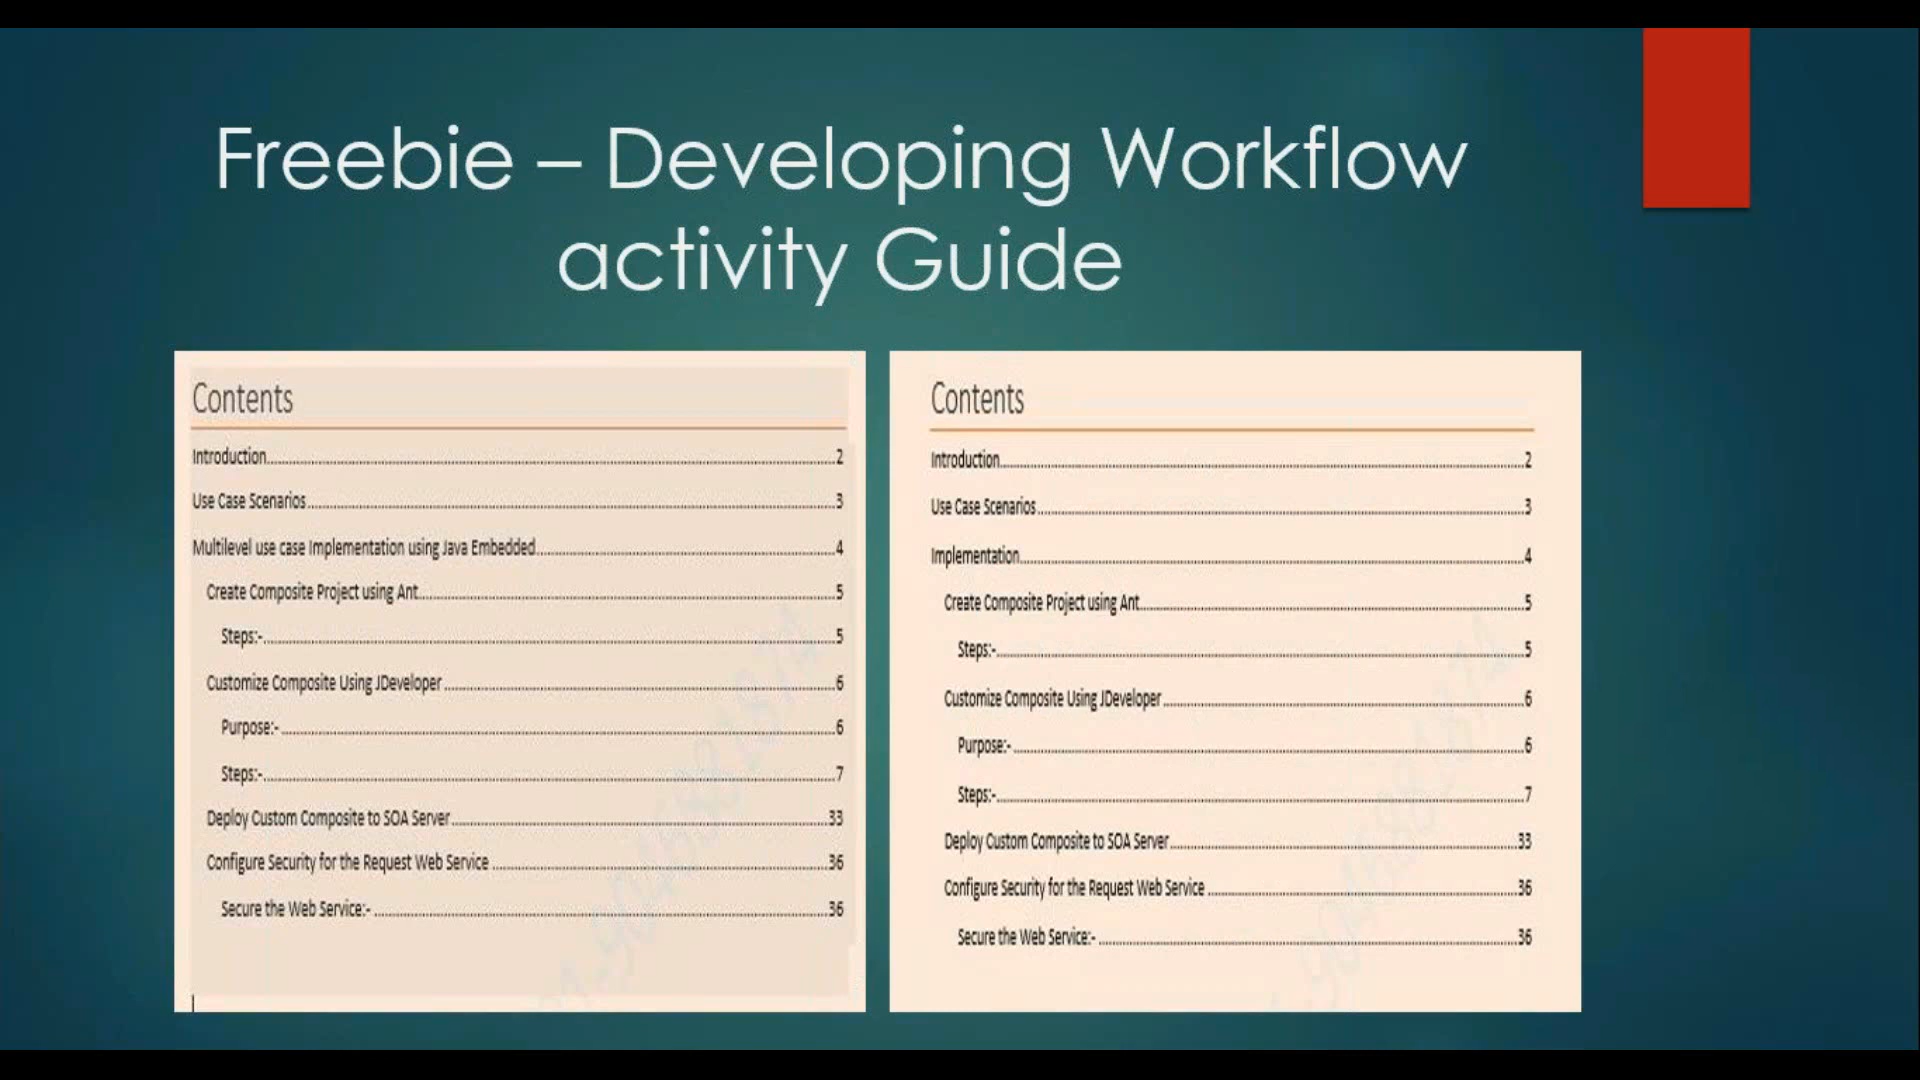 Freebie – Developing Workflow
activity Guide
Contents
Introduction 2
Use Case Scenarios 3
Multilevel use case Implementation using Java Embedded 4
Create Composite Project using Ant 5
Steps:- 5
Customize Composite Using JDeveloper 6
Purpose:- 6
Steps:- 7
Deploy Custom Composite to SOA Server 33
Configure Security for the Request Web Service 36
Secure the Web Service:- 36
Contents
Introduction 2
Use Case Scenarios 3
Implementation 4
Create Composite Project using Ant 5
Steps:- 5
Customize Composite Using JDeveloper 6
Purpose:- 6
Steps:- 7
Deploy Custom Composite to SOA Server 33
Configure Security for the Request Web Service 36
Secure the Web Service:- 36